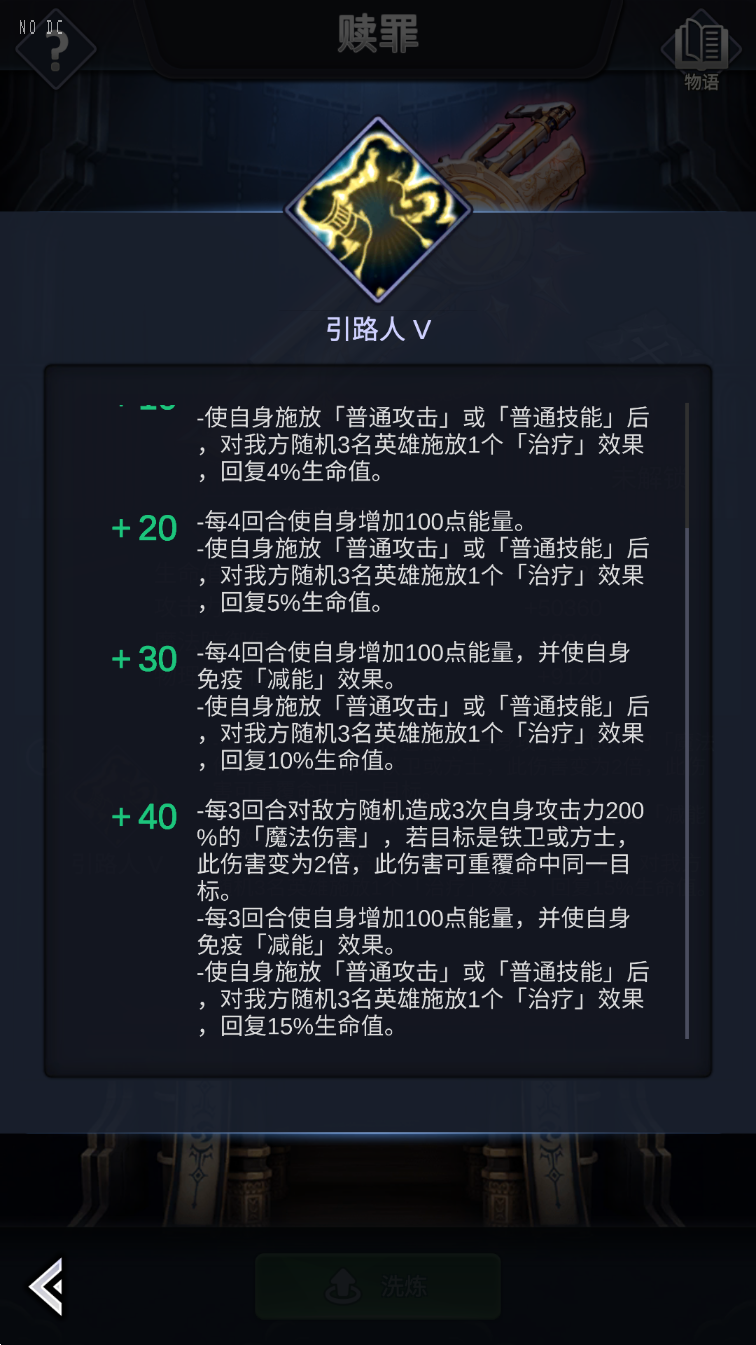 NO DC
?
赎罪
物语
引路人 V
-使自身施放「普通攻击」或「普通技能」后
，对我方随机3名英雄施放1个「治疗」效果
，回复4%生命值。
+20
-每4回合使自身增加100点能量。
-使自身施放「普通攻击」或「普通技能」后
，对我方随机3名英雄施放1个「治疗」效果
，回复5%生命值。
+30
-每4回合使自身增加100点能量，并使自身
免疫「减能」效果。
-使自身施放「普通攻击」或「普通技能」后
，对我方随机3名英雄施放1个「治疗」效果
，回复10%生命值。
+40
-每3回合对敌方随机造成3次自身攻击力200
%的「魔法伤害」，若目标是铁卫或方士，
此伤害变为2倍，此伤害可重覆命中同一目
标。
-每3回合使自身增加100点能量，并使自身
免疫「减能」效果。
-使自身施放「普通攻击」或「普通技能」后
，对我方随机3名英雄施放1个「治疗」效果
，回复15%生命值。
洗炼